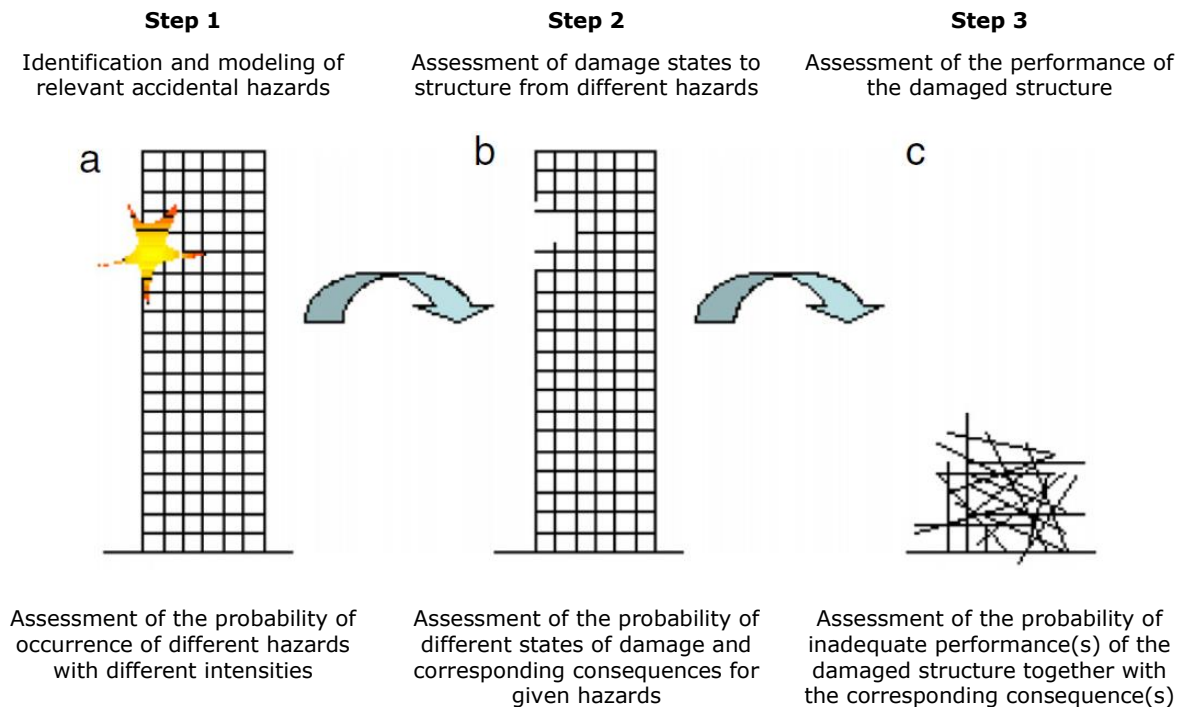 Step 1
Identification and modeling of
relevant accidental hazards
Step 2
Assessment of damage states to
structure from different hazards
Step 3
Assessment of the performance of
the damaged structure
a
b
c
Assessment of the probability of
occurrence of different hazards
with different intensities
Assessment of the probability of
different states of damage and
corresponding consequences for
given hazards
Assessment of the probability of
inadequate performance(s) of the
damaged structure together with
the corresponding consequence(s)